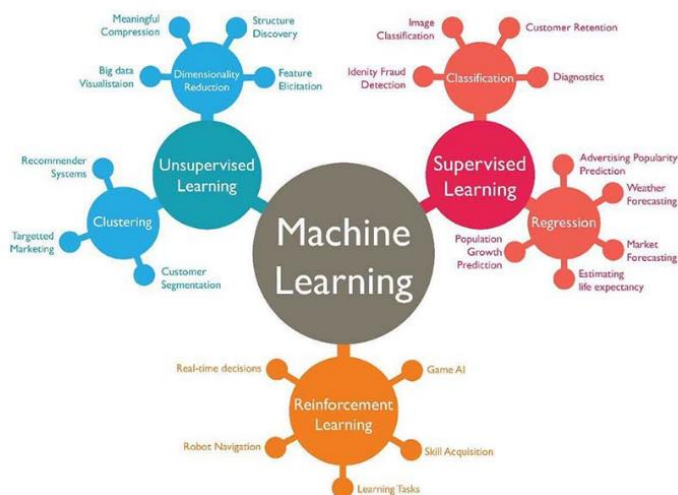 Meaningful
Compression
Structure
Discovery
Big data
Visualistaion
Dimensionality
Reduction
Feature
Elicitation
Recommender
Systems
Unsupervised
Learning
Targetted
Marketing
Clustering
Customer
Segmentation
Machine
Learning
Image
Classification
Customer Retention
Idenity Fraud
Detection
Classification
Diagnostics
Supervised
Learning
Advertising Popularity
Prediction
Weather
Forecasting
Regression
Population
Growth
Prediction
Market
Forecasting
Estimating
life expectancy
Real-time decisions
Game AI
Reinforcement
Learning
Robot Navigation
Skill Acquisition
Learning Tasks